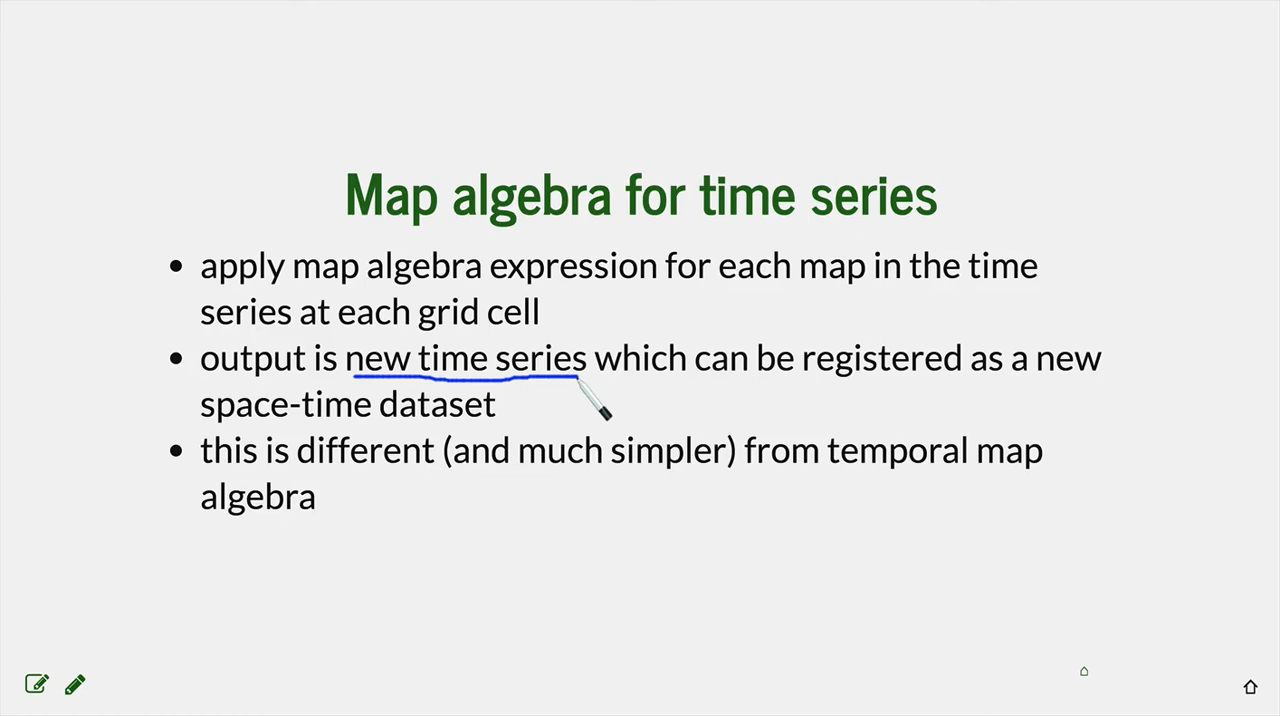 Map algebra for time series
• apply map algebra expression for each map in the time
series at each grid cell
• output is new time series which can be registered as a new
space-time dataset
• this is different (and much simpler) from temporal map
algebra